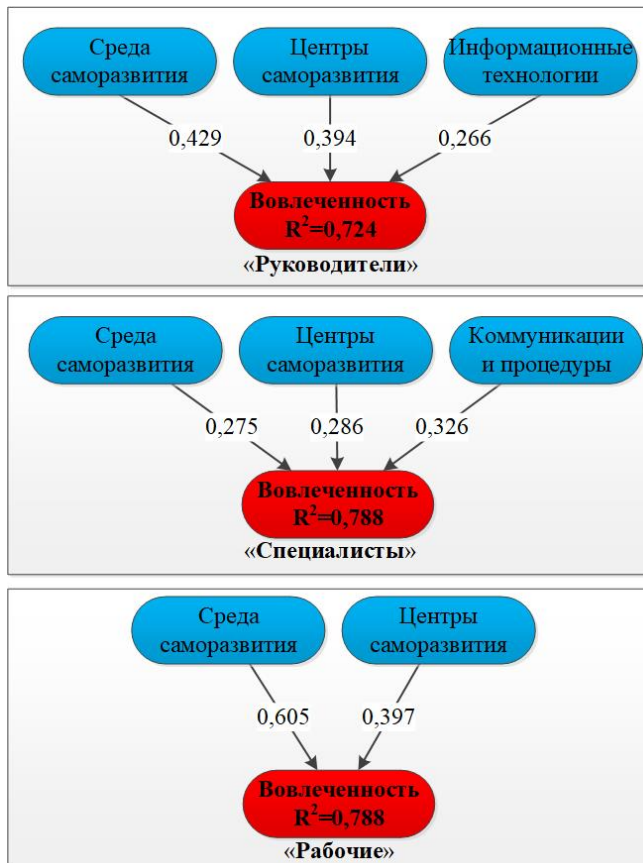 Среда
саморазвития
Центры
саморазвития
Информационные
технологии
0,429
0,394
0,266
Вовлеченность
R²=0,724
«Руководители»
Среда
саморазвития
Центры
саморазвития
Коммуникации
и процедуры
0,275
0,286
0,326
Вовлеченность
R²=0,788
«Специалисты»
Среда
саморазвития
Центры
саморазвития
0,605
0,397
Вовлеченность
R²=0,788
«Рабочие»